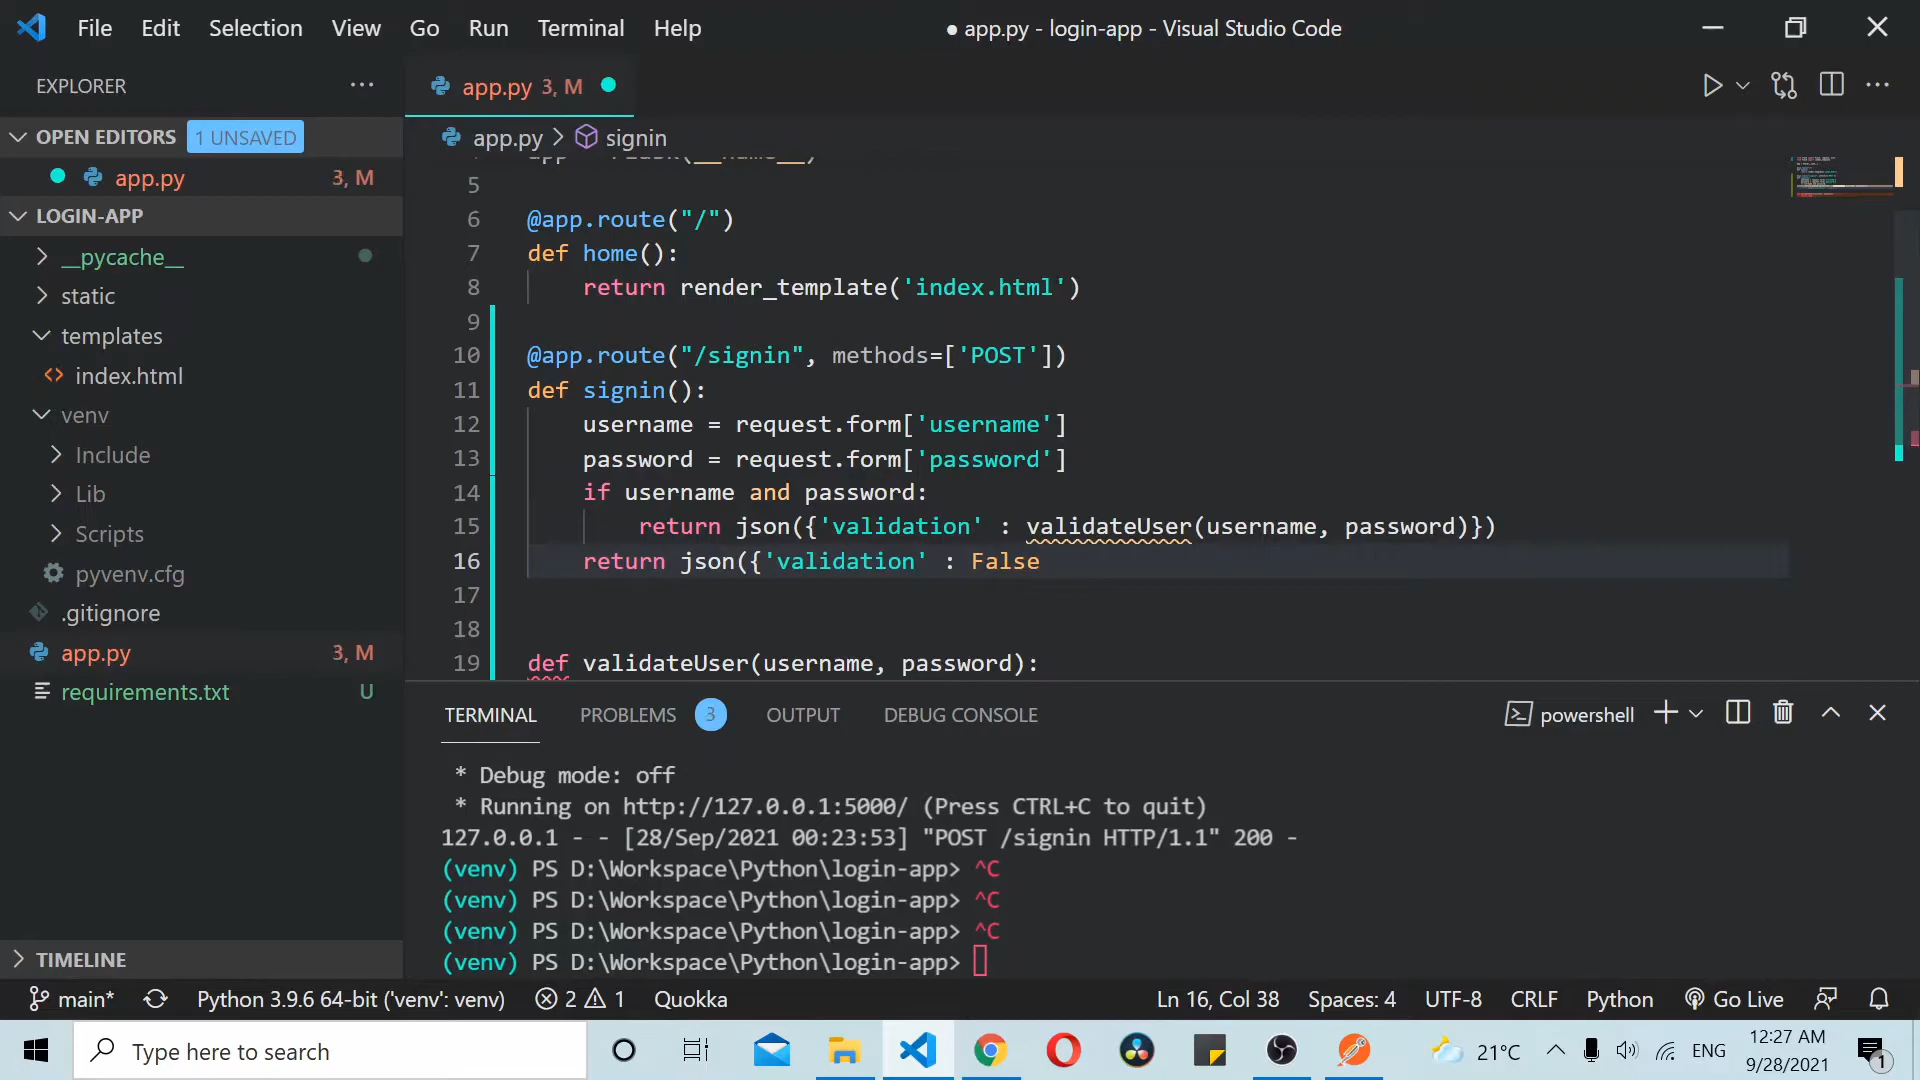 File Edit Selection View Go Run Terminal Help
● app.py - login-app - Visual Studio Code
EXPLORER
app.py 3, M
OPEN EDITORS 1 UNSAVED
app.py > signin
app.py 3, M
LOGIN-APP
__pycache__
static
templates
index.html
venv
Include
Lib
Scripts
pyvenv.cfg
.gitignore
app.py 3, M
requirements.txt U
TIMELINE
5
6 @app.route("/")
7 def home():
8 return render_template('index.html')
9
10 @app.route("/signin", methods=['POST'])
11 def signin():
12 username = request.form['username']
13 password = request.form['password']
14 if username and password:
15 return json({'validation' : validateUser(username, password)})
16 return json({'validation' : False
17
18
19 def validateUser(username, password):
TERMINAL PROBLEMS 3 OUTPUT DEBUG CONSOLE
powershell
* Debug mode: off
* Running on http://127.0.0.1:5000/ (Press CTRL+C to quit)
127.0.0.1 - - [28/Sep/2021 00:23:53] "POST /signin HTTP/1.1" 200 -
(venv) PS D:\Workspace\Python\login-app> ^C
(venv) PS D:\Workspace\Python\login-app> ^C
(venv) PS D:\Workspace\Python\login-app> ^C
(venv) PS D:\Workspace\Python\login-app>
main* Python 3.9.6 64-bit ('venv': venv) 2 1 Quokka
Ln 16, Col 38 Spaces: 4 UTF-8 CRLF Python Go Live
Type here to search
21°C ENG
12:27 AM
9/28/2021
1